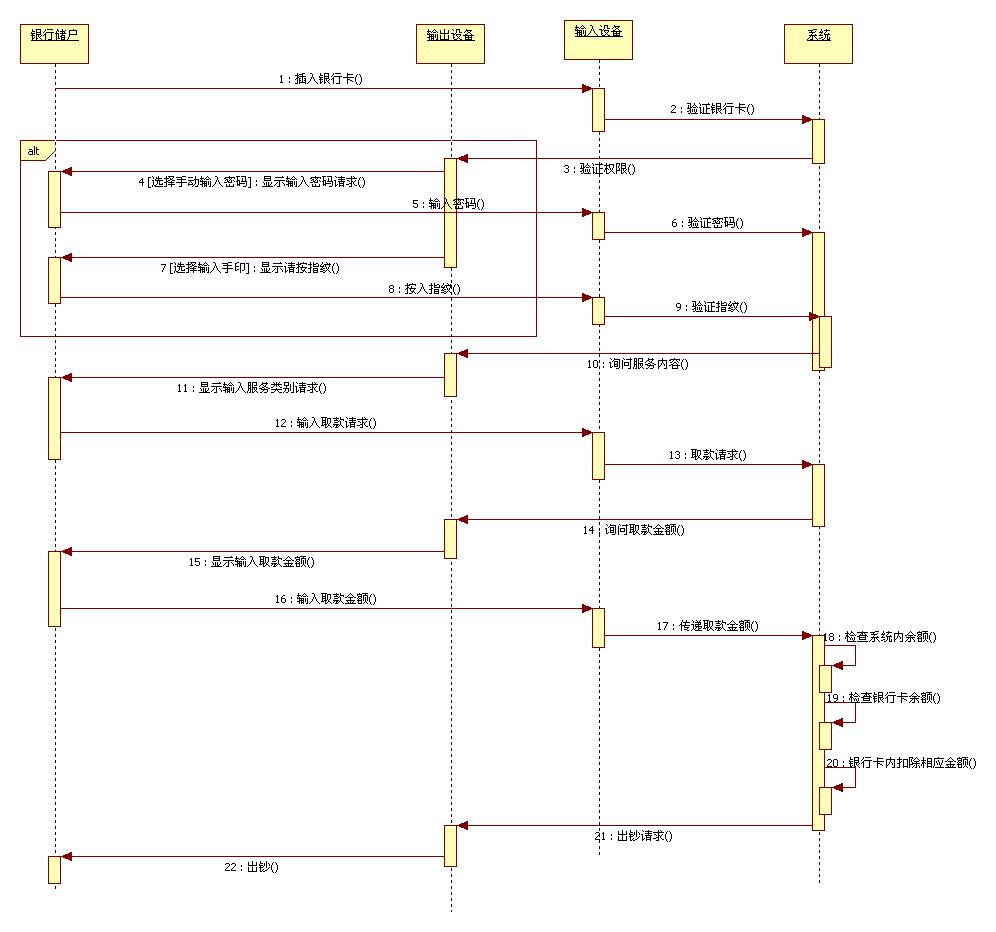 银行储户
输出设备
输入设备
系统
1 : 插入银行卡()
2 : 验证银行卡()
alt
3 : 验证权限()
4 [选择手动输入密码] : 显示输入密码请求()
5 : 输入密码()
6 : 验证密码()
7 [选择输入手印] : 显示请按指纹()
8 : 按入指纹()
9 : 验证指纹()
10 : 询问服务内容()
11 : 显示输入服务类别请求()
12 : 输入取款请求()
13 : 取款请求()
14 : 询问取款金额()
15 : 显示输入取款金额()
16 : 输入取款金额()
17 : 传递取款金额()
18 : 检查系统内余额()
19 : 检查银行卡余额()
20 : 银行卡内扣除相应金额()
21 : 出钞请求()
22 : 出钞()